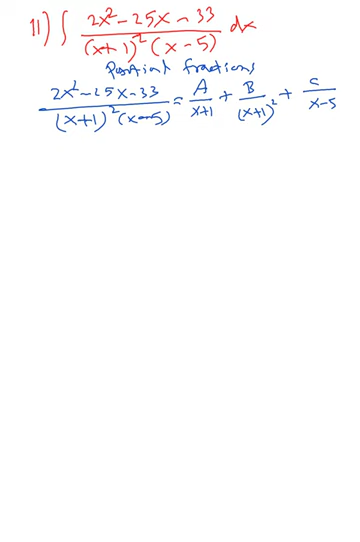 11) ∫ (2x² - 25x - 33) / ((x+1)² (x-5)) dx
Partial fractions
(2x² - 25x - 33) / ((x+1)² (x-5)) = A/(x+1) + B/(x+1)² + C/(x-5)